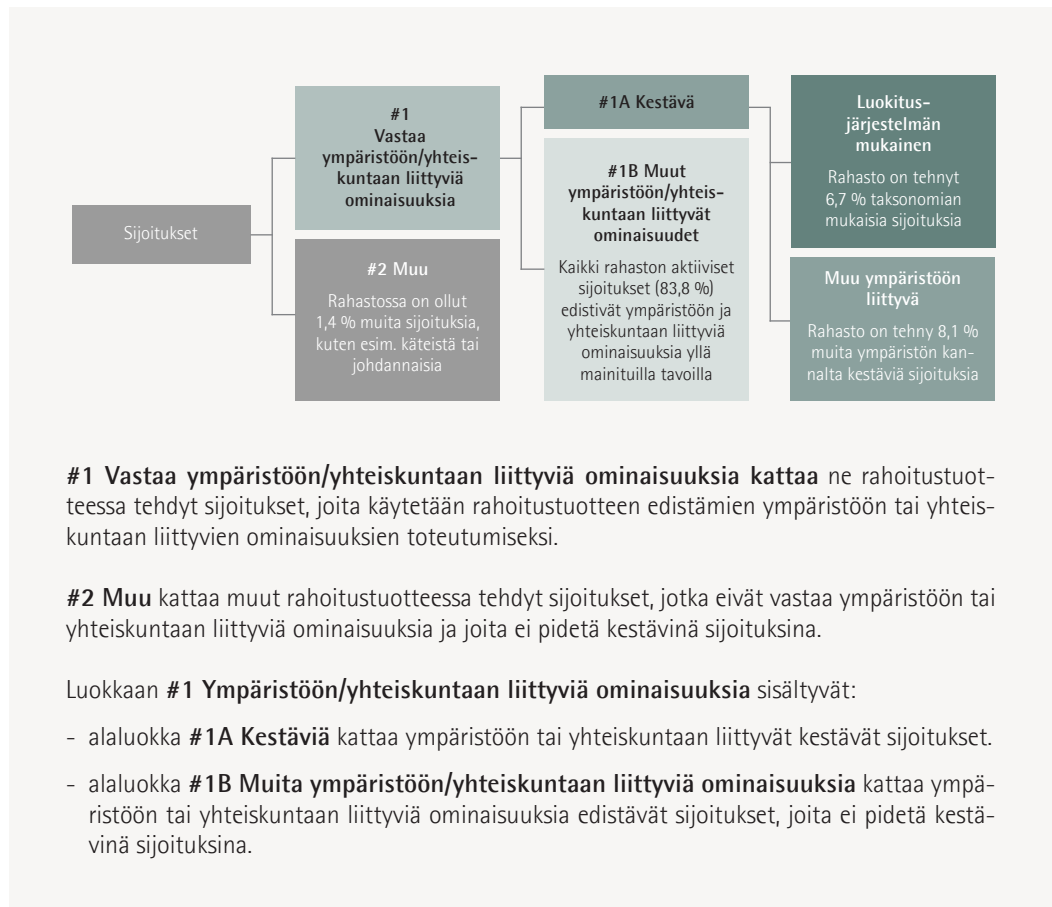 Sijoitukset
#1
Vastaa
ympäristöön/yhteis-
kuntaan liittyviä
ominaisuuksia
#2 Muu
Rahastossa on ollut
1,4 % muita sijoituksia,
kuten esim. käteistä tai
johdannaisia
#1A Kestävä
#1B Muut
ympäristöön/yhteis-
kuntaan liittyvät
ominaisuudet
Kaikki rahaston aktiiviset
sijoitukset (83,8 %)
edistivät ympäristöön ja
yhteiskuntaan liittyviä
ominaisuuksia yllä
mainituilla tavoilla
Luokitus-
järjestelmän
mukainen
Rahasto on tehnyt
6,7 % taksonomian
mukaisia sijoituksia
Muu ympäristöön
liittyvä
Rahasto on tehny 8,1 %
muita ympäristön kan-
nalta kestäviä sijoituksia
#1 Vastaa ympäristöön/yhteiskuntaan liittyviä ominaisuuksia kattaa ne rahoitustuot-
teessa tehdyt sijoitukset, joita käytetään rahoitustuotteen edistämien ympäristöön tai yhteis-
kuntaan liittyvien ominaisuuksien toteutumiseksi.
#2 Muu kattaa muut rahoitustuotteessa tehdyt sijoitukset, jotka eivät vastaa ympäristöön tai
yhteiskuntaan liittyviä ominaisuuksia ja joita ei pidetä kestävinä sijoituksina.
Luokkaan #1 Ympäristöön/yhteiskuntaan liittyviä ominaisuuksia sisältyvät:
- alaluokka #1A Kestäviä kattaa ympäristöön tai yhteiskuntaan liittyvät kestävät sijoitukset.
- alaluokka #1B Muita ympäristöön/yhteiskuntaan liittyviä ominaisuuksia kattaa ympä-
ristöön tai yhteiskuntaan liittyviä ominaisuuksia edistävät sijoitukset, joita ei pidetä kestä-
vinä sijoituksina.